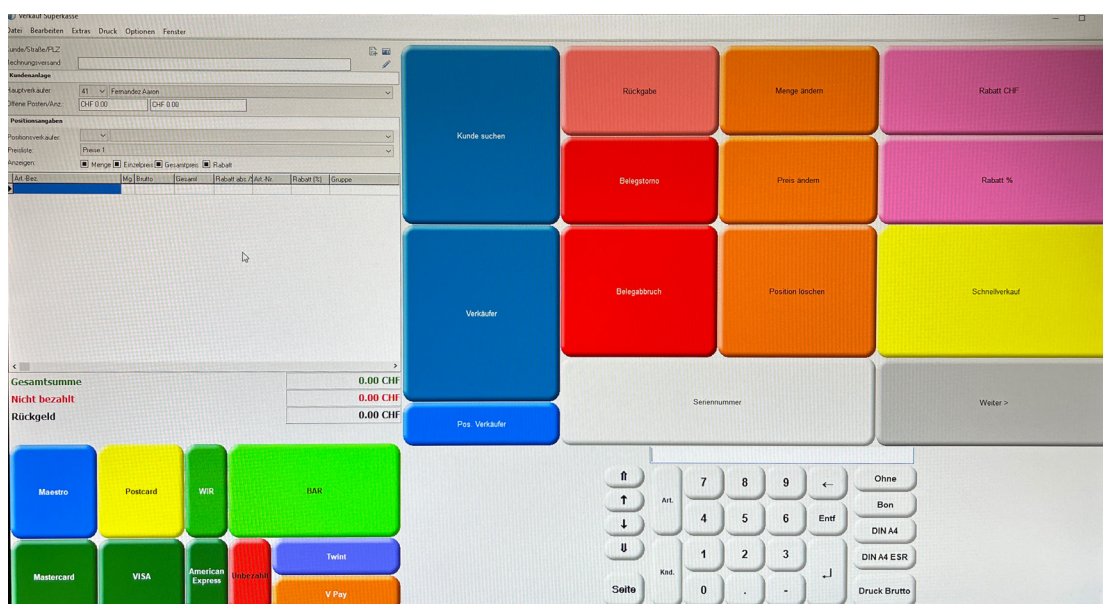 Verkauf Superkasse
Datei Bearbeiten Extras Druck Optionen Fenster
Kunde/Straße/PLZ
Rechnungsversand
Kundenanlage
Hauptverkäufer: 41 Fernandez Aaron
Offene Posten/Anz.: CHF 0.00 CHF 0.00
Positionsangaben
Positionsverkäufer:
Preisliste: Preise 1
Anzeigen: Menge Einzelpreis Gesamtpreis Rabatt
Art.-Bez. Mg Brutto Gesamt Rabatt abs./S Art.-Nr. Rabatt (%) Gruppe
Gesamtsumme 0.00 CHF
Nicht bezahlt 0.00 CHF
Rückgeld 0.00 CHF
Kunde suchen
Rückgabe
Menge ändern
Rabatt CHF
Belegstorno
Preis ändern
Rabatt %
Verkäufer
Belegabbruch
Position löschen
Schnellverkauf
Pos. Verkäufer
Seriennummer
Weiter >
Maestro
Postcard
WIR
BAR
Mastercard
VISA
American
Express
Unbezahlt
Twint
V Pay
⇑
↑
↓
⇓
Seite
Art.
Knd.
7 8 9 ←
4 5 6 Entf
1 2 3
0 . - ↵
Ohne
Bon
DIN A4
DIN A4 ESR
Druck Brutto